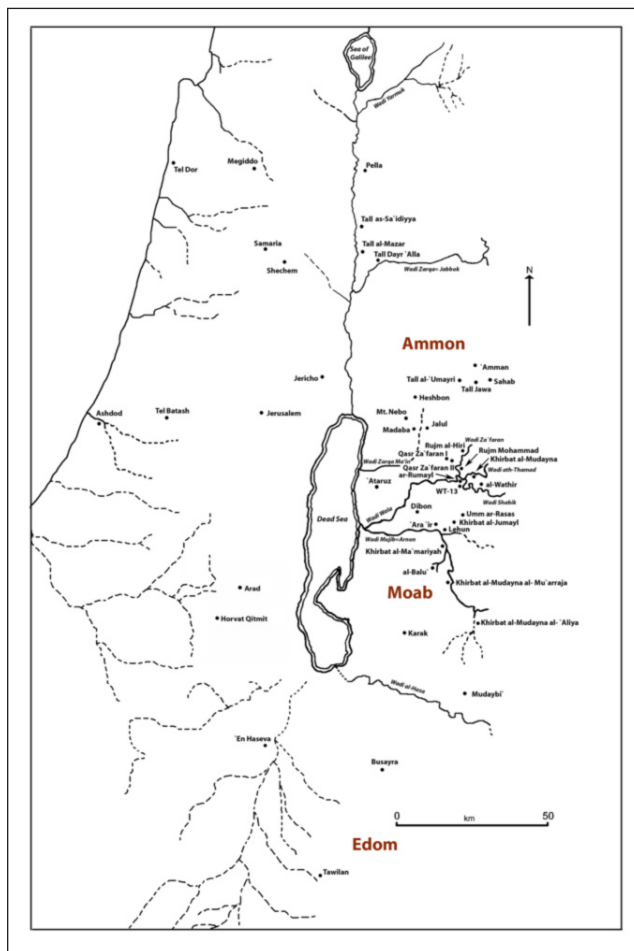 Sea of
Galilee
Wadi Yarmuk
Megiddo
Tel Dor
Pella
Tall as-Sa`idiyya
Samaria
Tall al-Mazar
Shechem
Tall Dayr `Alla
Wadi Zarqa= Jabbok
N
Ammon
`Amman
Jericho
Tall al-`Umayri
Sahab
Tall Jawa
Heshbon
Ashdod
Tel Batash
Jerusalem
Mt. Nebo
Madaba
Jalul
Wadi Za`faran
Rujm al-Hiri
Rujm Mohammad
Qasr Za`faran I
Khirbat al-Mudayna
Wadi Zarqa Ma'in
Qasr Za`faran II
Wadi ath-Thamad
ar-Rumayl
`Ataruz
WT-13
al-Wathir
Wadi Shabik
Wadi Wala
Dibon
Umm ar-Rasas
Dead Sea
`Ara `ir
Khirbat al-Jumayl
Lehun
Wadi Mujib=Arnon
Khirbat al-Ma`mariyah
al-Balu`
Arad
Moab
Khirbat al-Mudayna al- Mu`arraja
Horvat Qitmit
Khirbat al-Mudayna al- `Aliya
Karak
Wadi al-Hasa
Mudaybi`
`En Haseva
Busayra
0
50
km
Edom
Tawilan